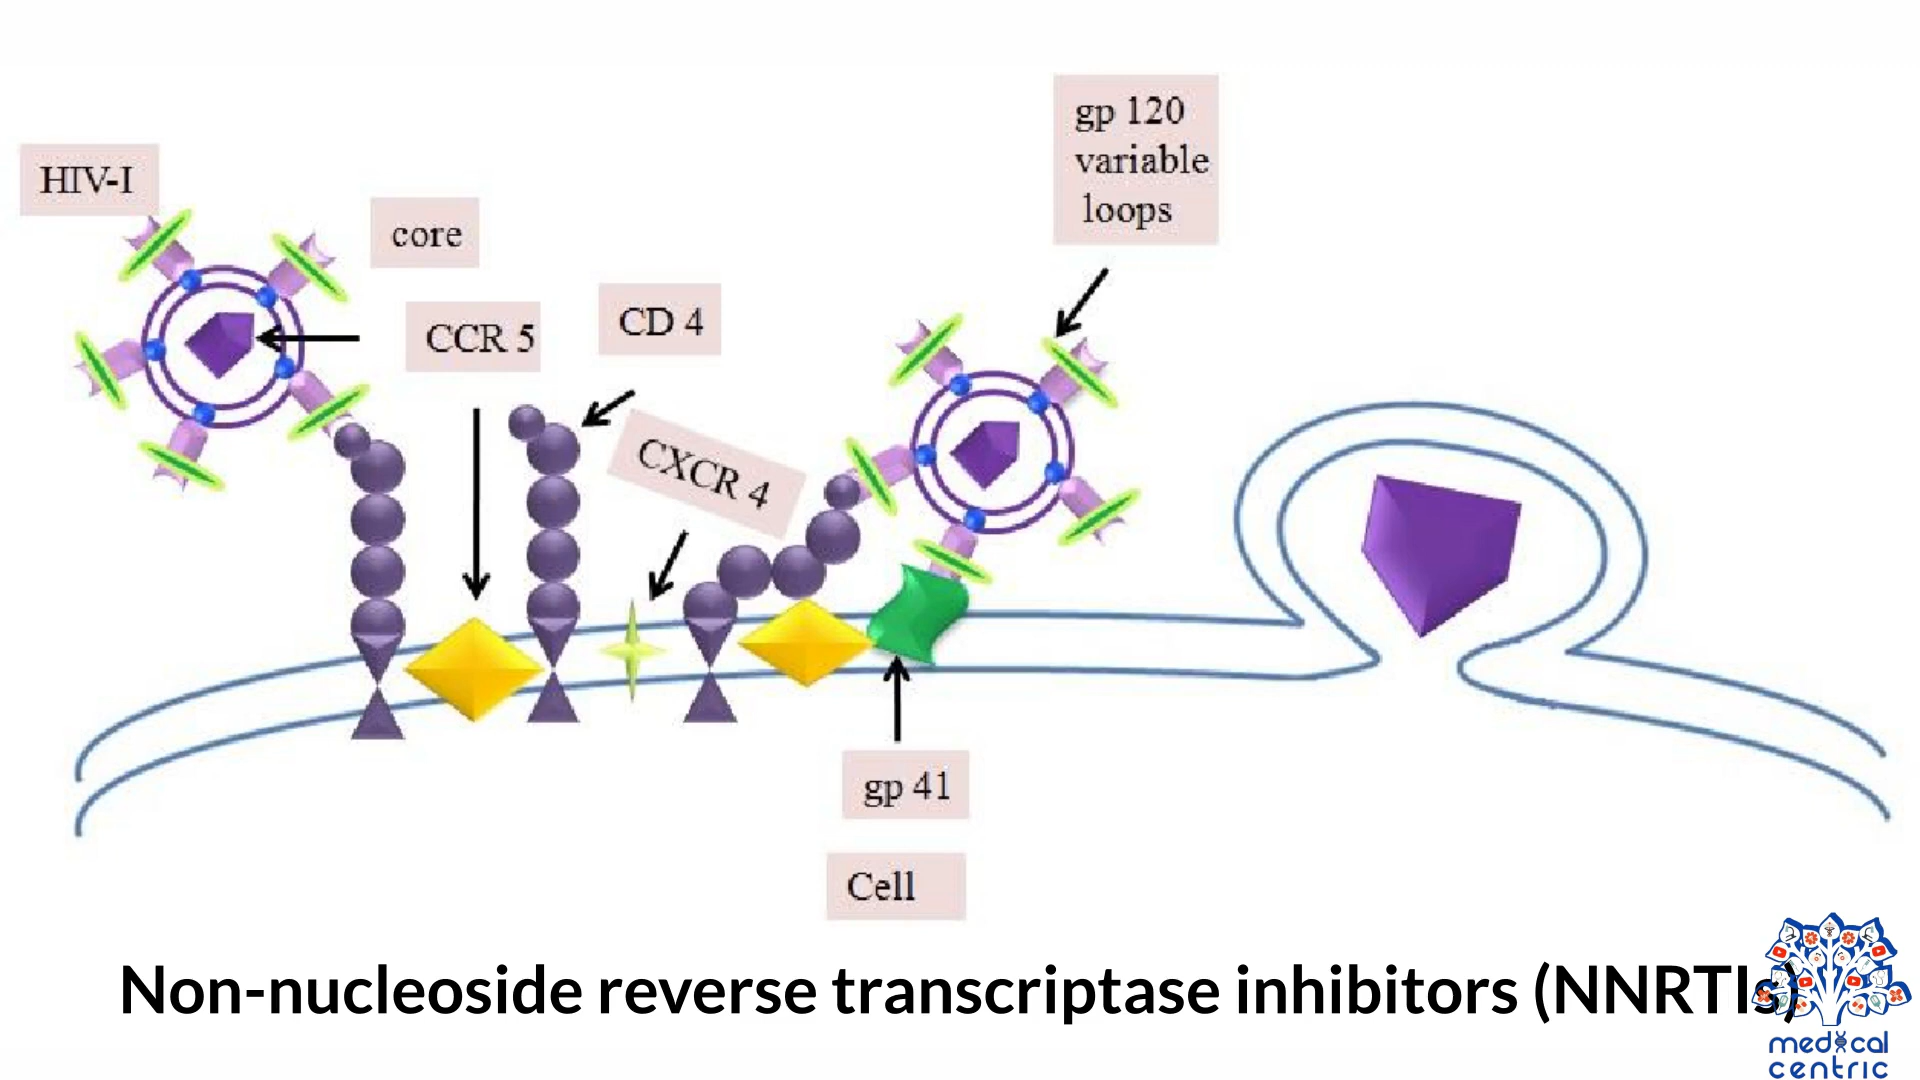 gp 120
variable
loops
HIV-I
core
CCR 5
CD 4
CXCR 4
gp 41
Cell
Non-nucleoside reverse transcriptase inhibitors (NNRTIs)
medical
centric